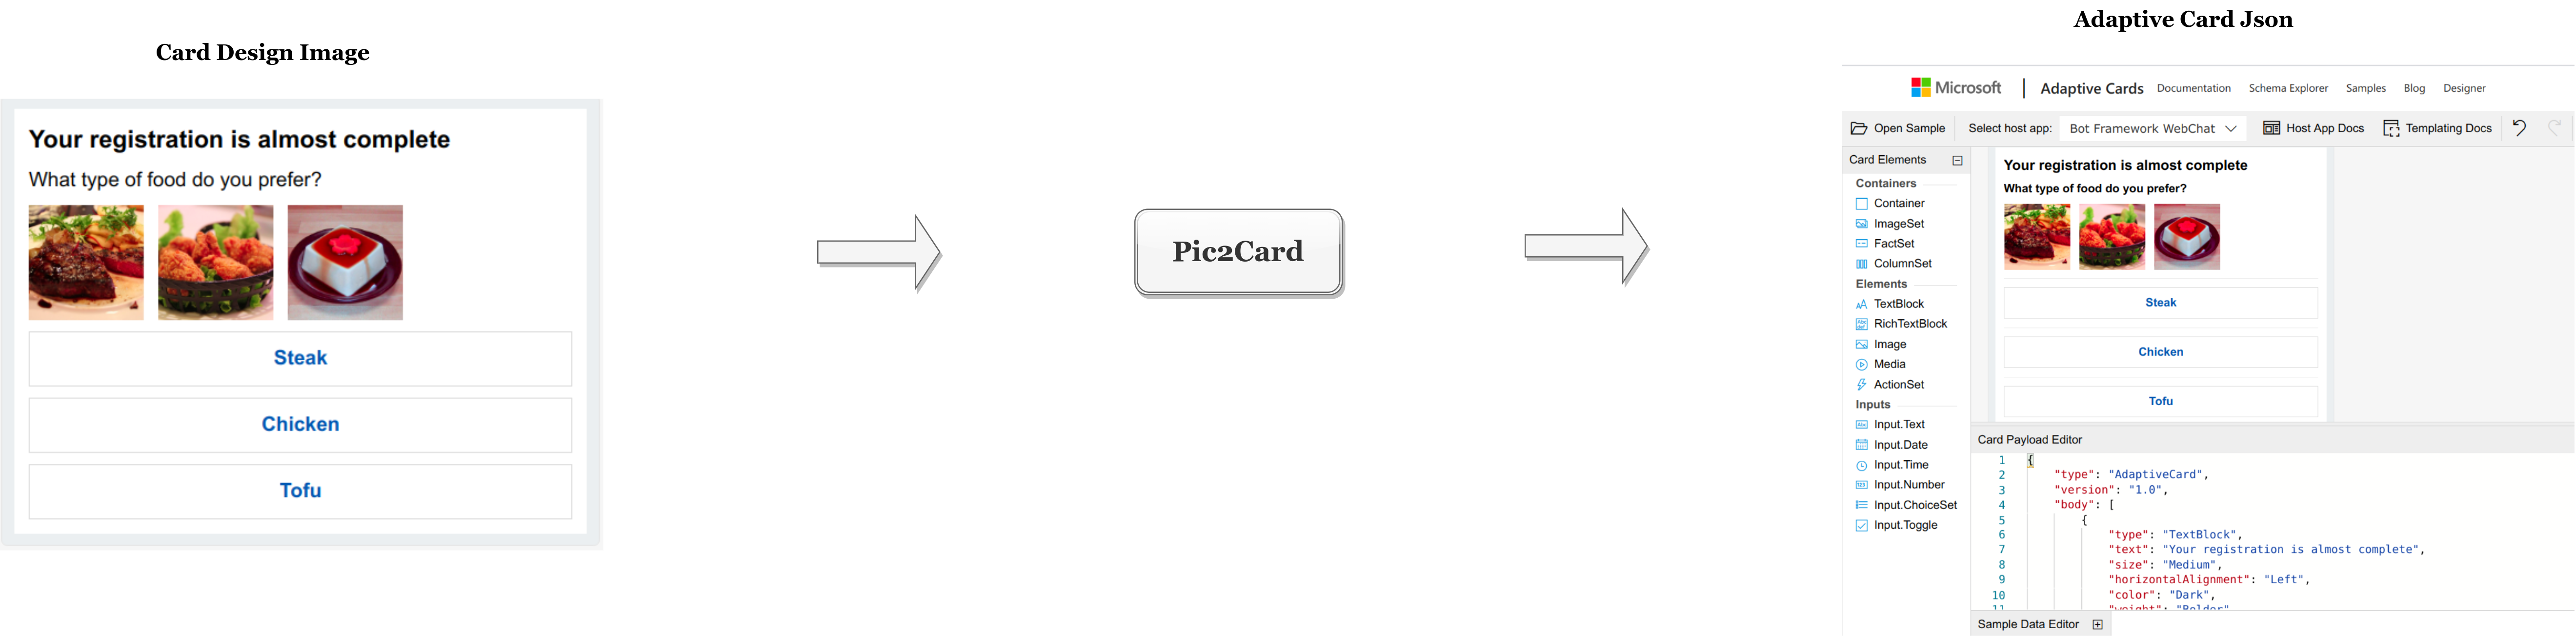 Card Design Image
Your registration is almost complete
What type of food do you prefer?
Steak
Chicken
Tofu
Pic2Card
Adaptive Card Json
Microsoft | Adaptive Cards Documentation Schema Explorer Samples Blog Designer
Open Sample Select host app: Bot Framework WebChat Host App Docs Templating Docs
Card Elements
Containers
Container
ImageSet
FactSet
ColumnSet
Elements
TextBlock
RichTextBlock
Image
Media
ActionSet
Inputs
Input.Text
Input.Date
Input.Time
Input.Number
Input.ChoiceSet
Input.Toggle
Your registration is almost complete
What type of food do you prefer?
Steak
Chicken
Tofu
Card Payload Editor
1 {
2 "type": "AdaptiveCard",
3 "version": "1.0",
4 "body": [
5 {
6 "type": "TextBlock",
7 "text": "Your registration is almost complete",
8 "size": "Medium",
9 "horizontalAlignment": "Left",
10 "color": "Dark",
11 "weight": "Bolder"
Sample Data Editor